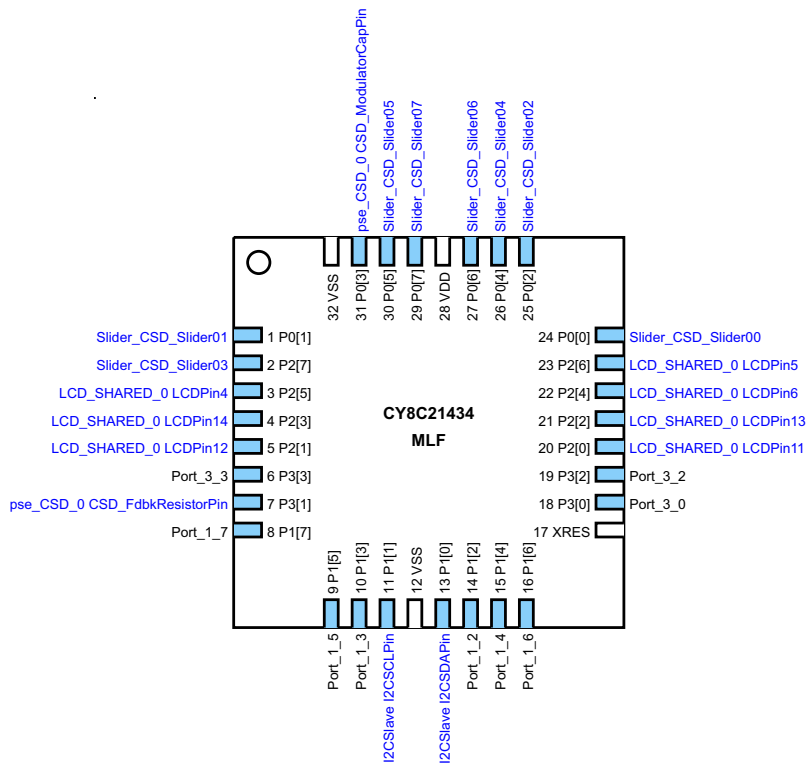 pse_CSD_0 CSD_ModulatorCapPin
Slider_CSD_Slider05
Slider_CSD_Slider07
Slider_CSD_Slider06
Slider_CSD_Slider04
Slider_CSD_Slider02
32 VSS
31 P0[3]
30 P0[5]
29 P0[7]
28 VDD
27 P0[6]
26 P0[4]
25 P0[2]
Slider_CSD_Slider01 1 P0[1]
Slider_CSD_Slider03 2 P2[7]
LCD_SHARED_0 LCDPin4 3 P2[5]
LCD_SHARED_0 LCDPin14 4 P2[3]
LCD_SHARED_0 LCDPin12 5 P2[1]
Port_3_3 6 P3[3]
pse_CSD_0 CSD_FdbkResistorPin 7 P3[1]
Port_1_7 8 P1[7]
CY8C21434
MLF
24 P0[0] Slider_CSD_Slider00
23 P2[6] LCD_SHARED_0 LCDPin5
22 P2[4] LCD_SHARED_0 LCDPin6
21 P2[2] LCD_SHARED_0 LCDPin13
20 P2[0] LCD_SHARED_0 LCDPin11
19 P3[2] Port_3_2
18 P3[0] Port_3_0
17 XRES
9 P1[5]
10 P1[3]
11 P1[1]
12 VSS
13 P1[0]
14 P1[2]
15 P1[4]
16 P1[6]
Port_1_5
Port_1_3
I2CSlave I2CSCLPin
I2CSlave I2CSDAPin
Port_1_2
Port_1_4
Port_1_6